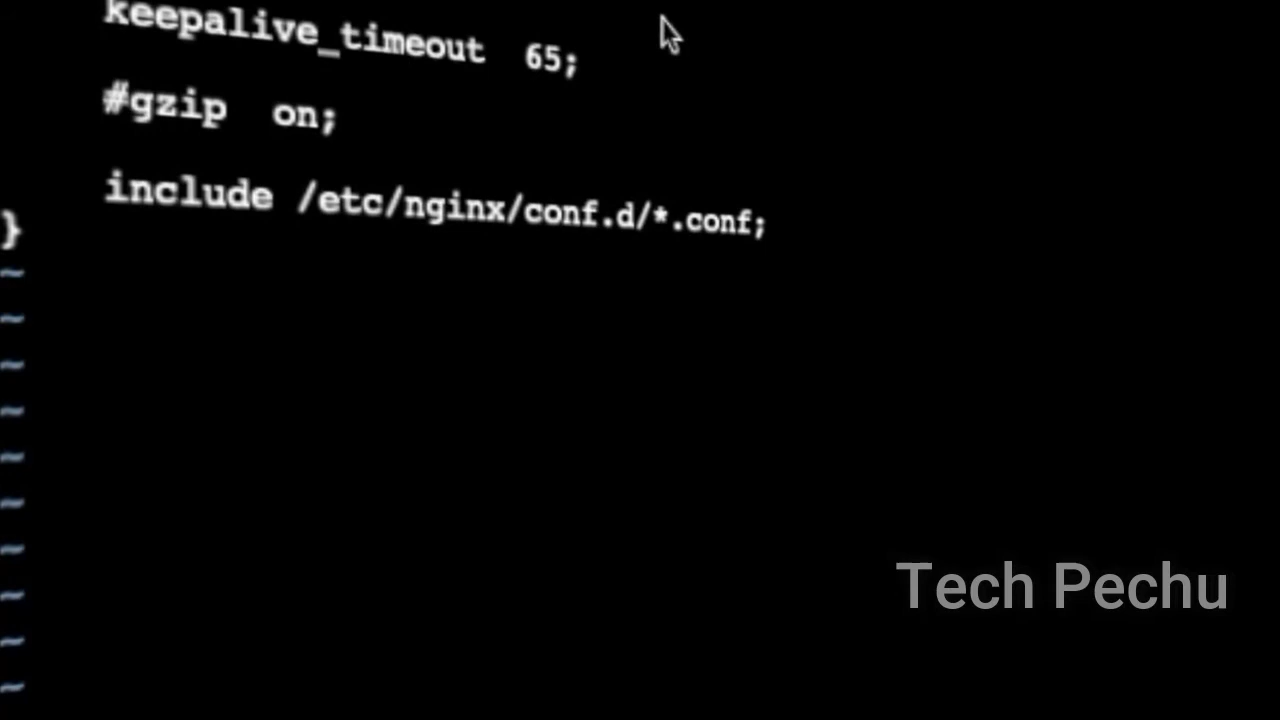 keepalive_timeout  65;
#gzip  on;
include /etc/nginx/conf.d/*.conf;
}
~
~
~
~
~
~
~
~
~
~
Tech Pechu